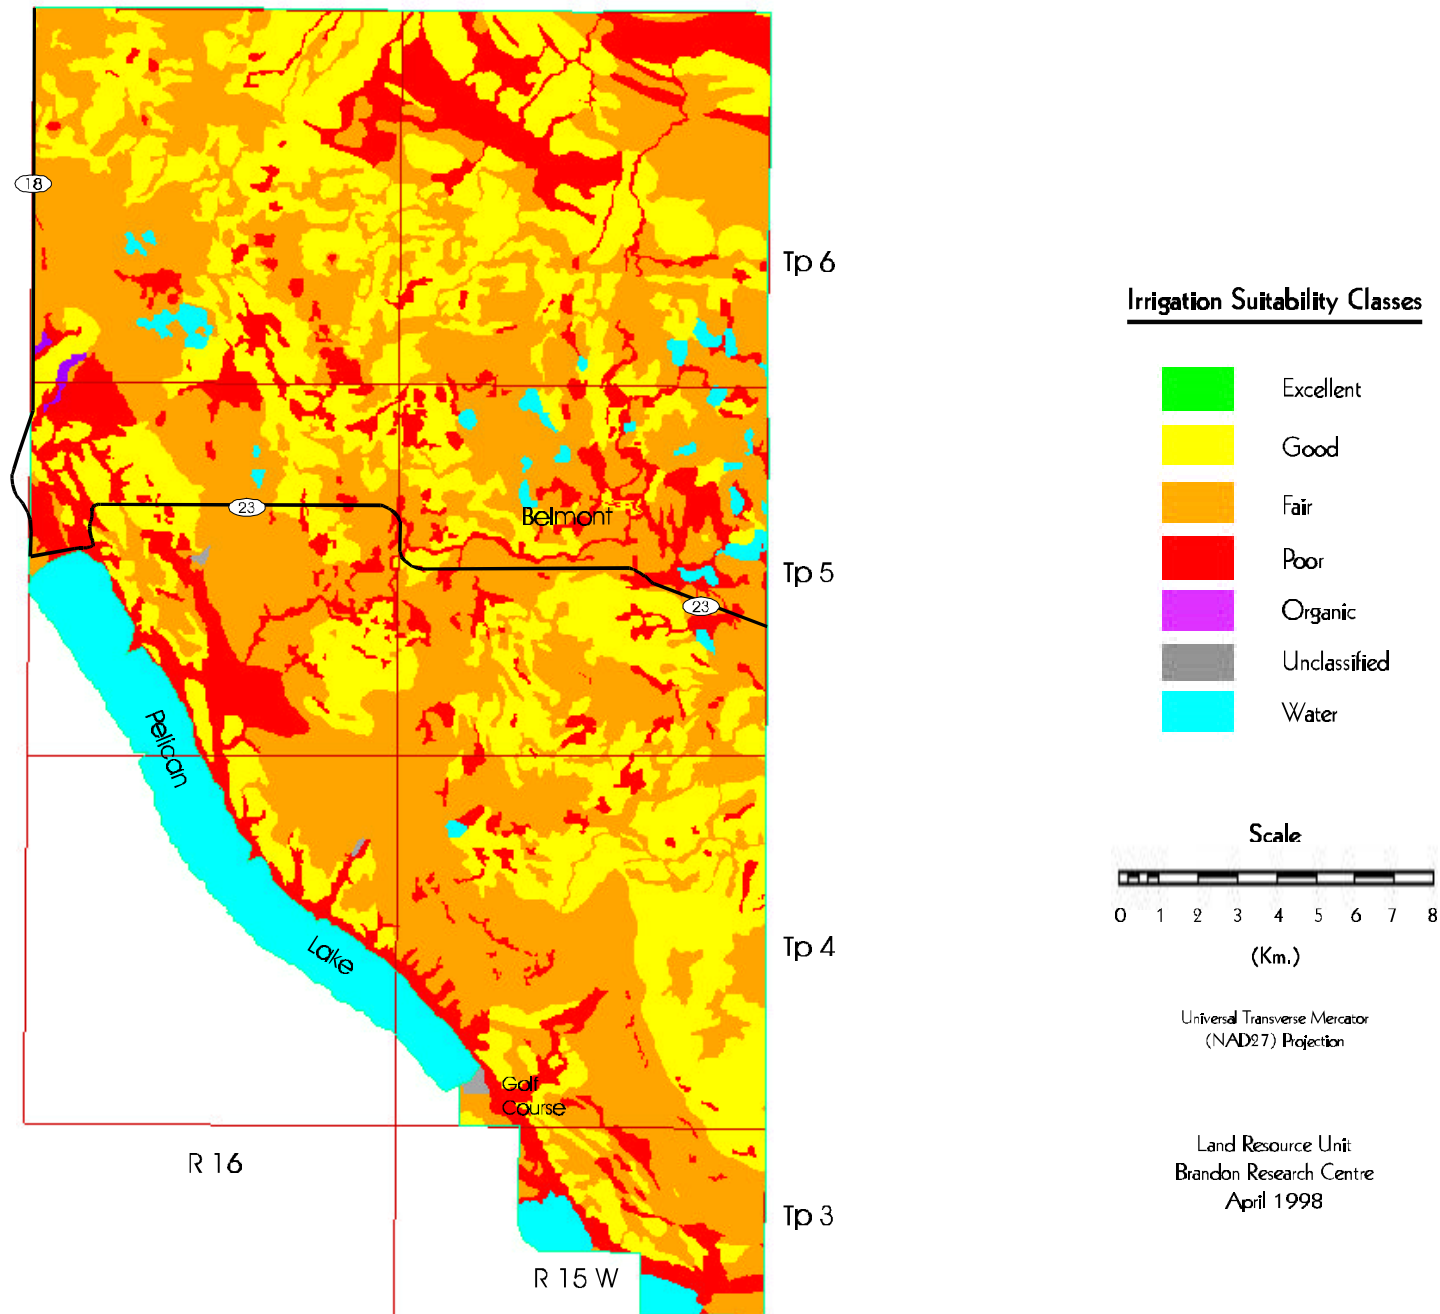 18
Tp 6
Irrigation Suitability Classes
Excellent
Good
Fair
Poor
Organic
Unclassified
Water
23
Belmont
Tp 5
23
Pelican
Lake
Scale
0 1 2 3 4 5 6 7 8
(Km.)
Tp 4
Universal Transverse Mercator
(NAD27) Projection
Golf
Course
Land Resource Unit
Brandon Research Centre
April 1998
R 16
Tp 3
R 15 W